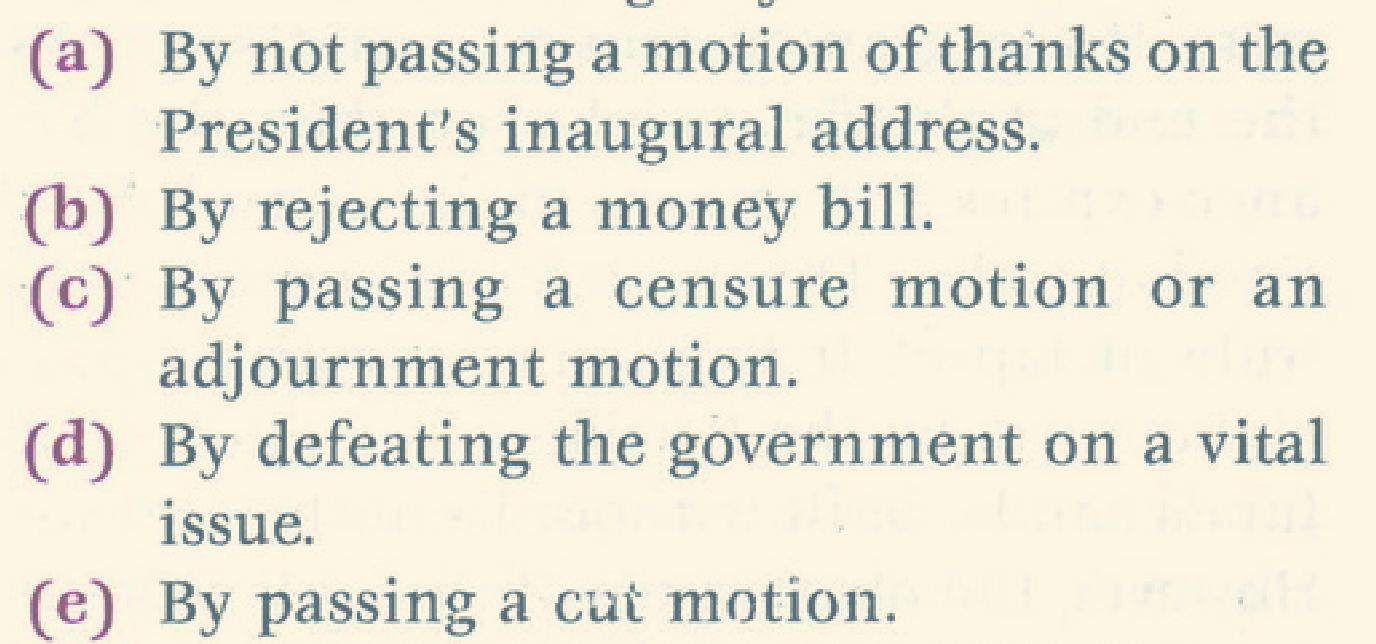 (a) By not passing a motion of thanks on the
President's inaugural address.
(b) By rejecting a money bill.
(c) By passing a censure motion or an
adjournment motion.
(d) By defeating the government on a vital
issue.
(e) By passing a cut motion.